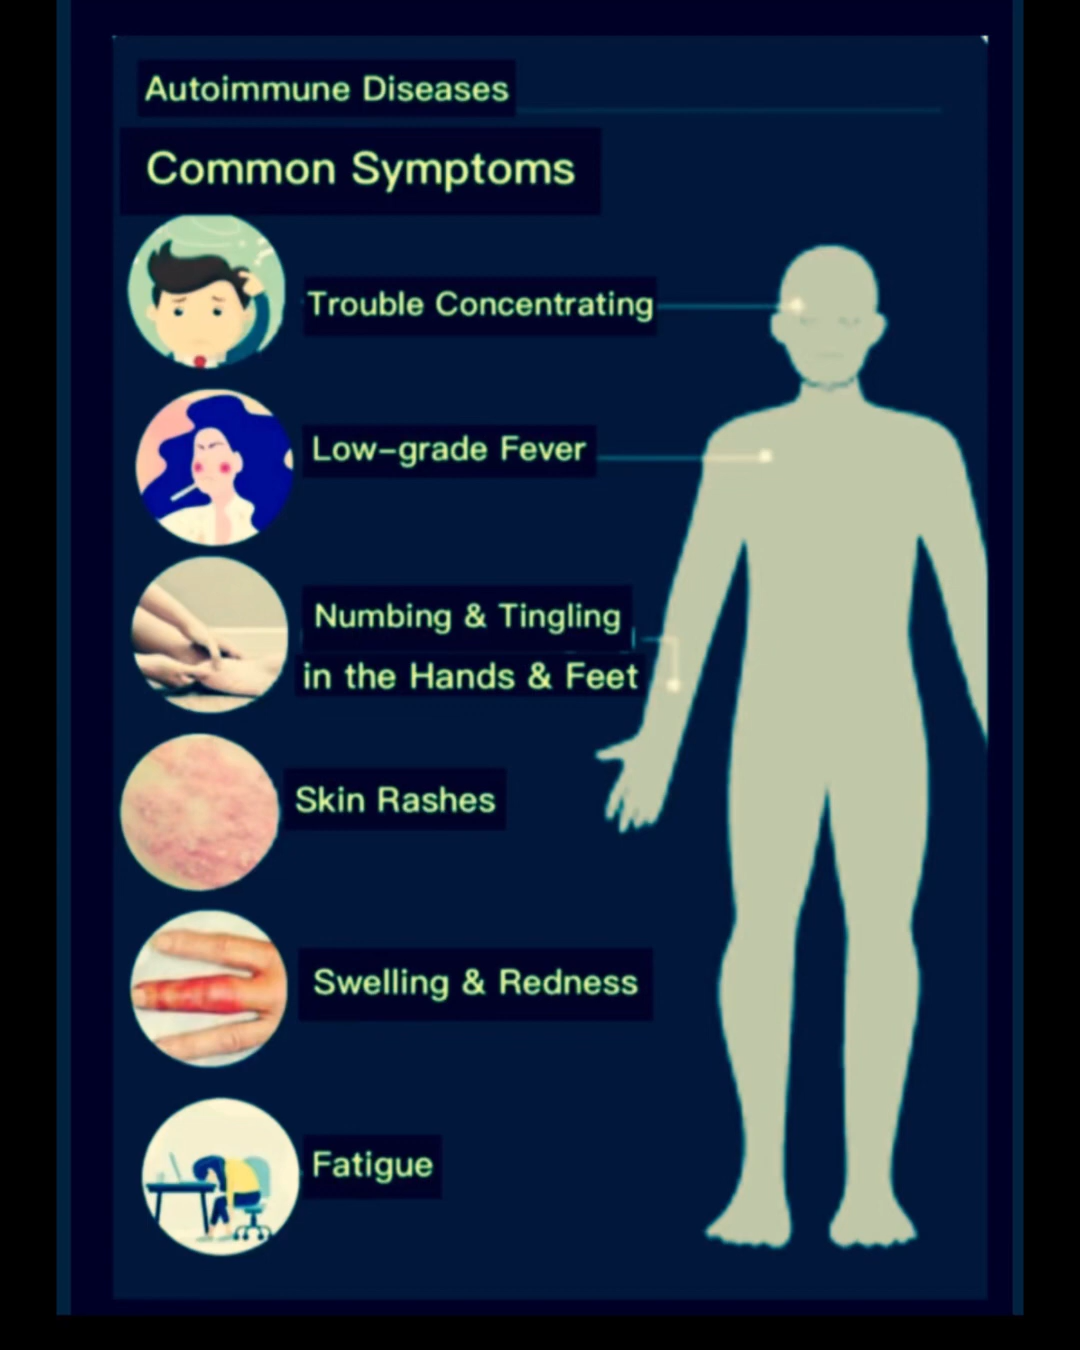 Autoimmune Diseases
Common Symptoms
Trouble Concentrating
Low-grade Fever
Numbing & Tingling
in the Hands & Feet
Skin Rashes
Swelling & Redness
Fatigue